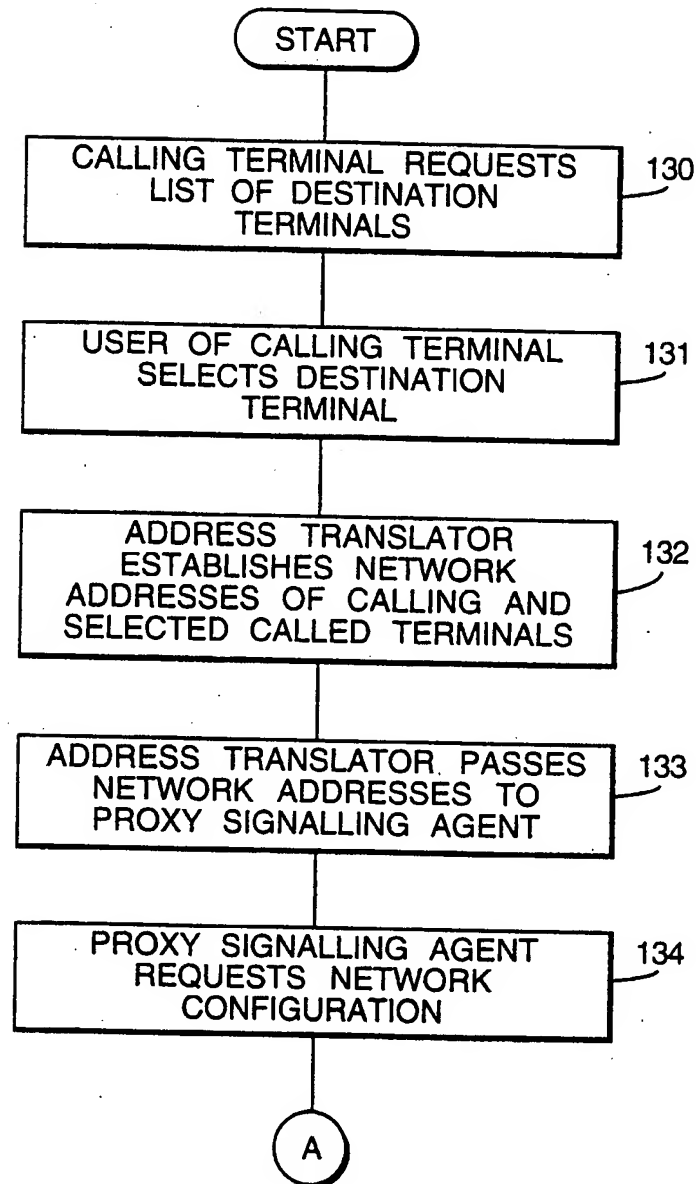 START
CALLING TERMINAL REQUESTS
LIST OF DESTINATION
TERMINALS
130
USER OF CALLING TERMINAL
SELECTS DESTINATION
TERMINAL
131
ADDRESS TRANSLATOR
ESTABLISHES NETWORK
ADDRESSES OF CALLING AND
SELECTED CALLED TERMINALS
132
ADDRESS TRANSLATOR PASSES
NETWORK ADDRESSES TO
PROXY SIGNALLING AGENT
133
PROXY SIGNALLING AGENT
REQUESTS NETWORK
CONFIGURATION
134
A